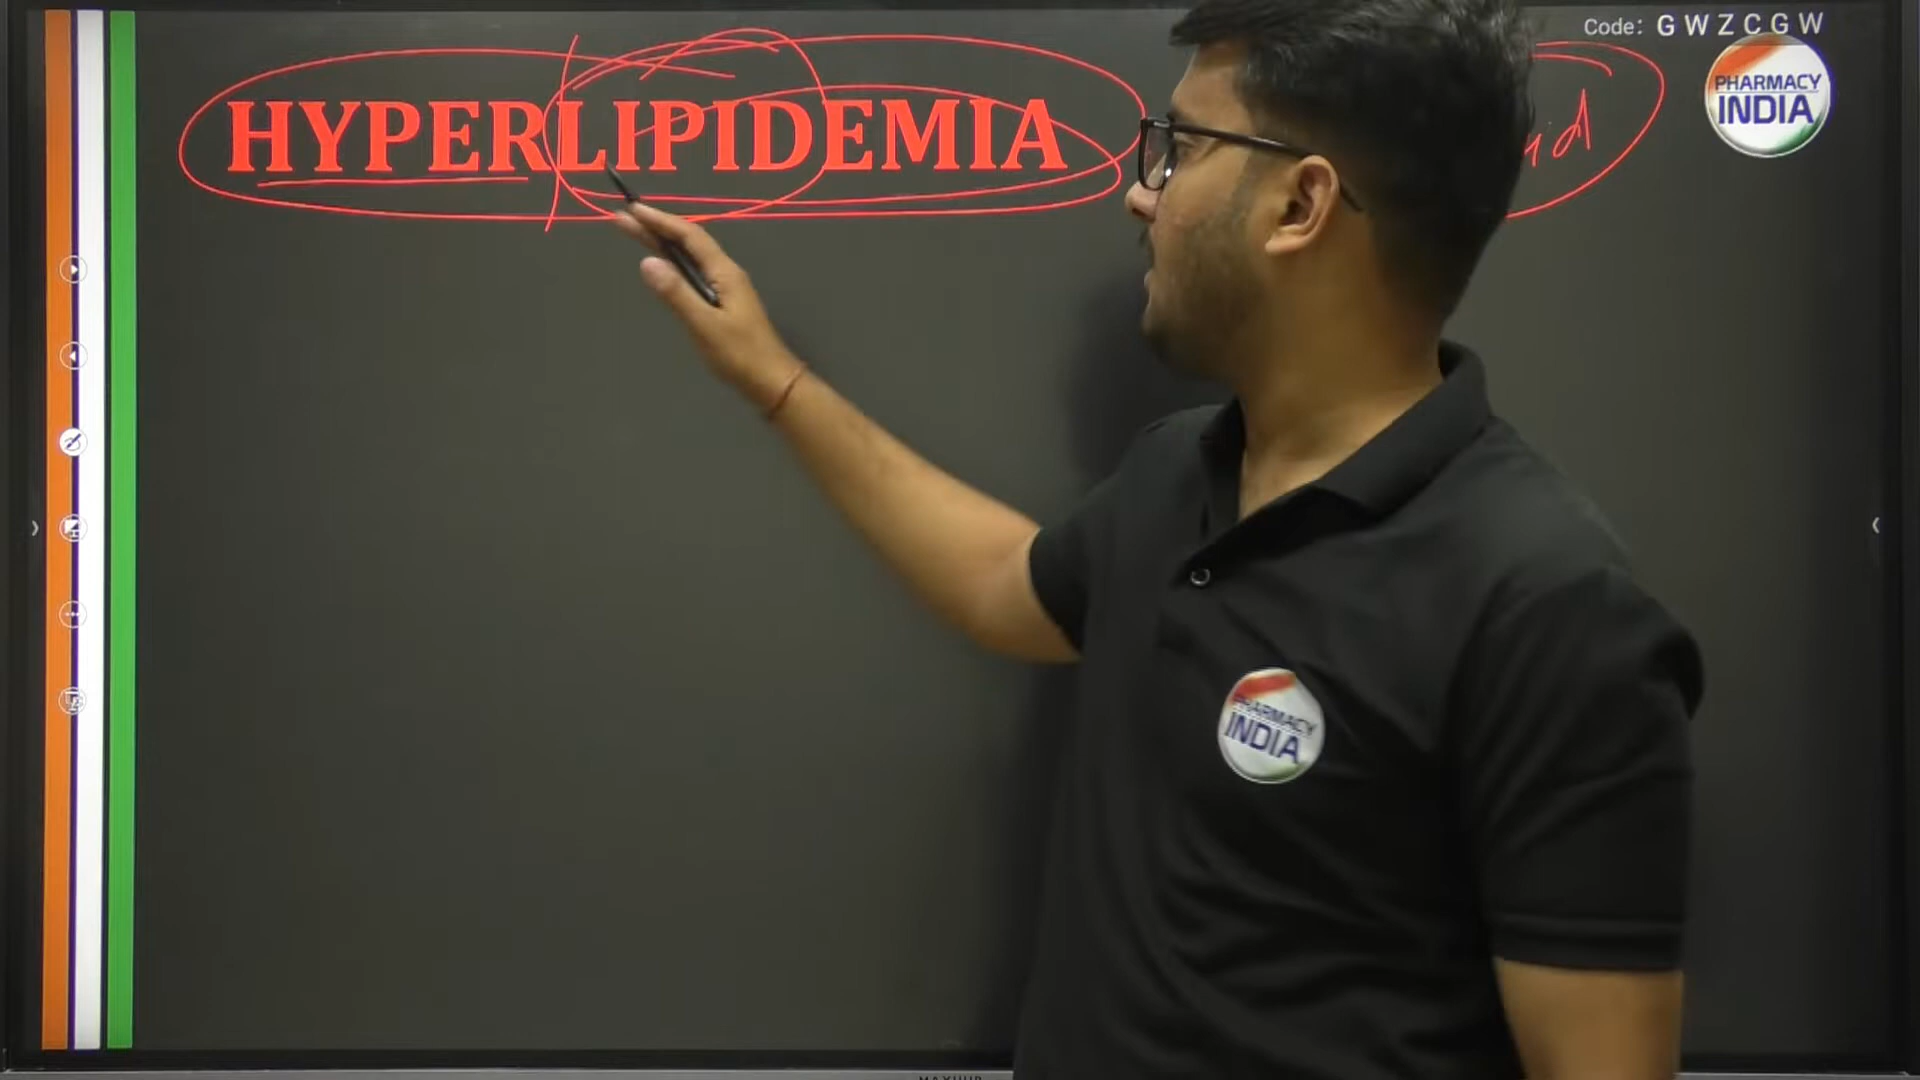 Code: GWZCGW
PHARMACY
INDIA
HYPERLIPIDEMIA
PHARMACY
INDIA